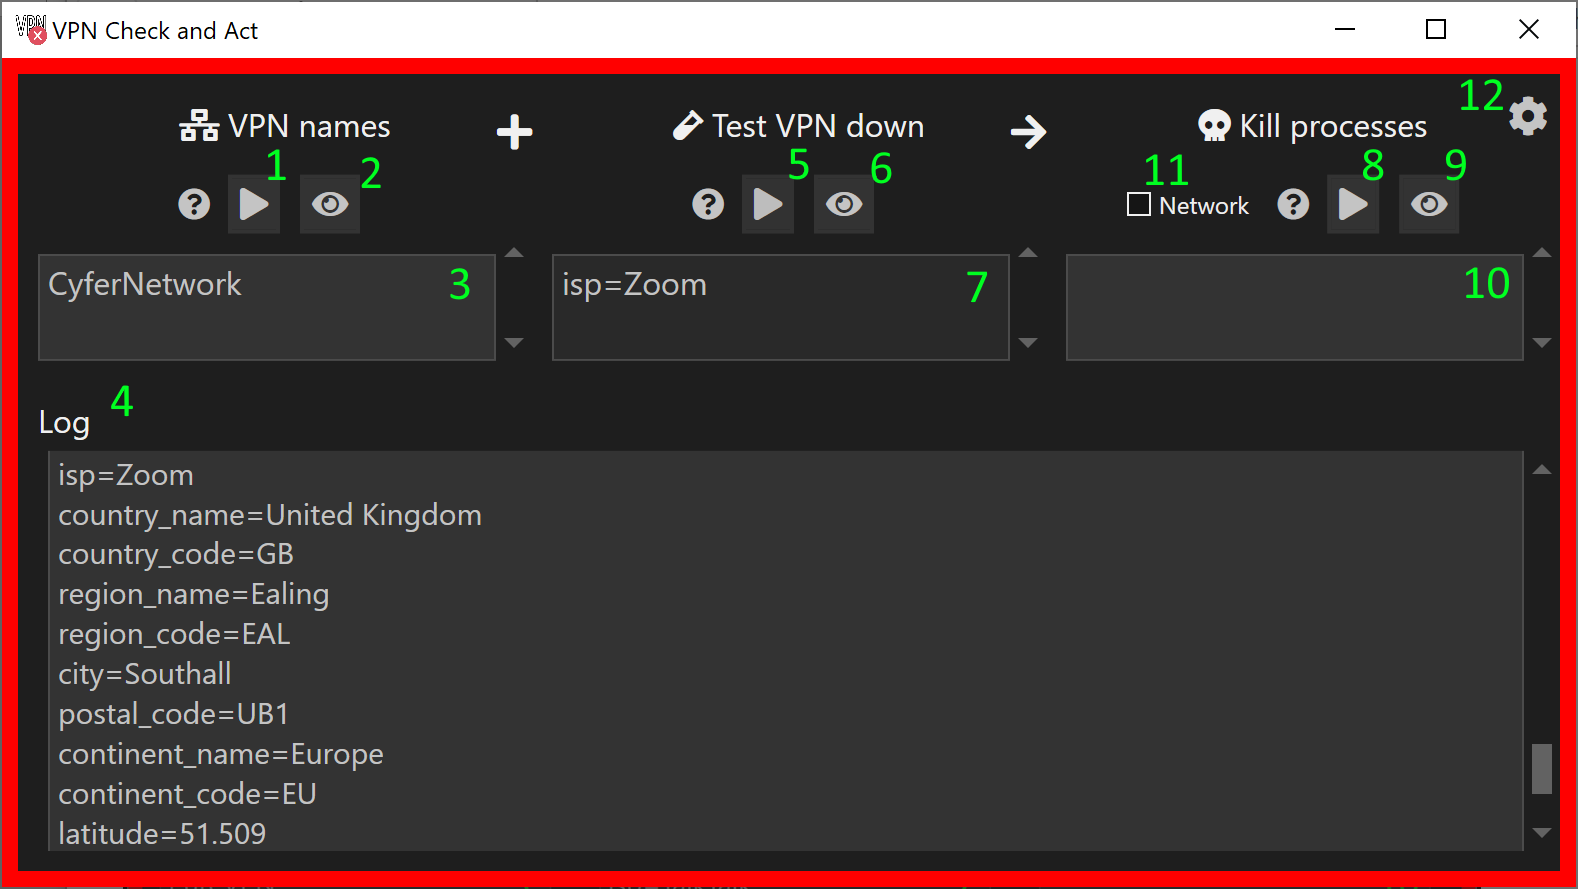 VPN Check and Act
12
VPN names
Test VPN down
Kill processes
1
2
5
6
11
8
9
Network
CyferNetwork
3
isp=Zoom
7
10
4
Log
isp=Zoom
country_name=United Kingdom
country_code=GB
region_name=Ealing
region_code=EAL
city=Southall
postal_code=UB1
continent_name=Europe
continent_code=EU
latitude=51.509